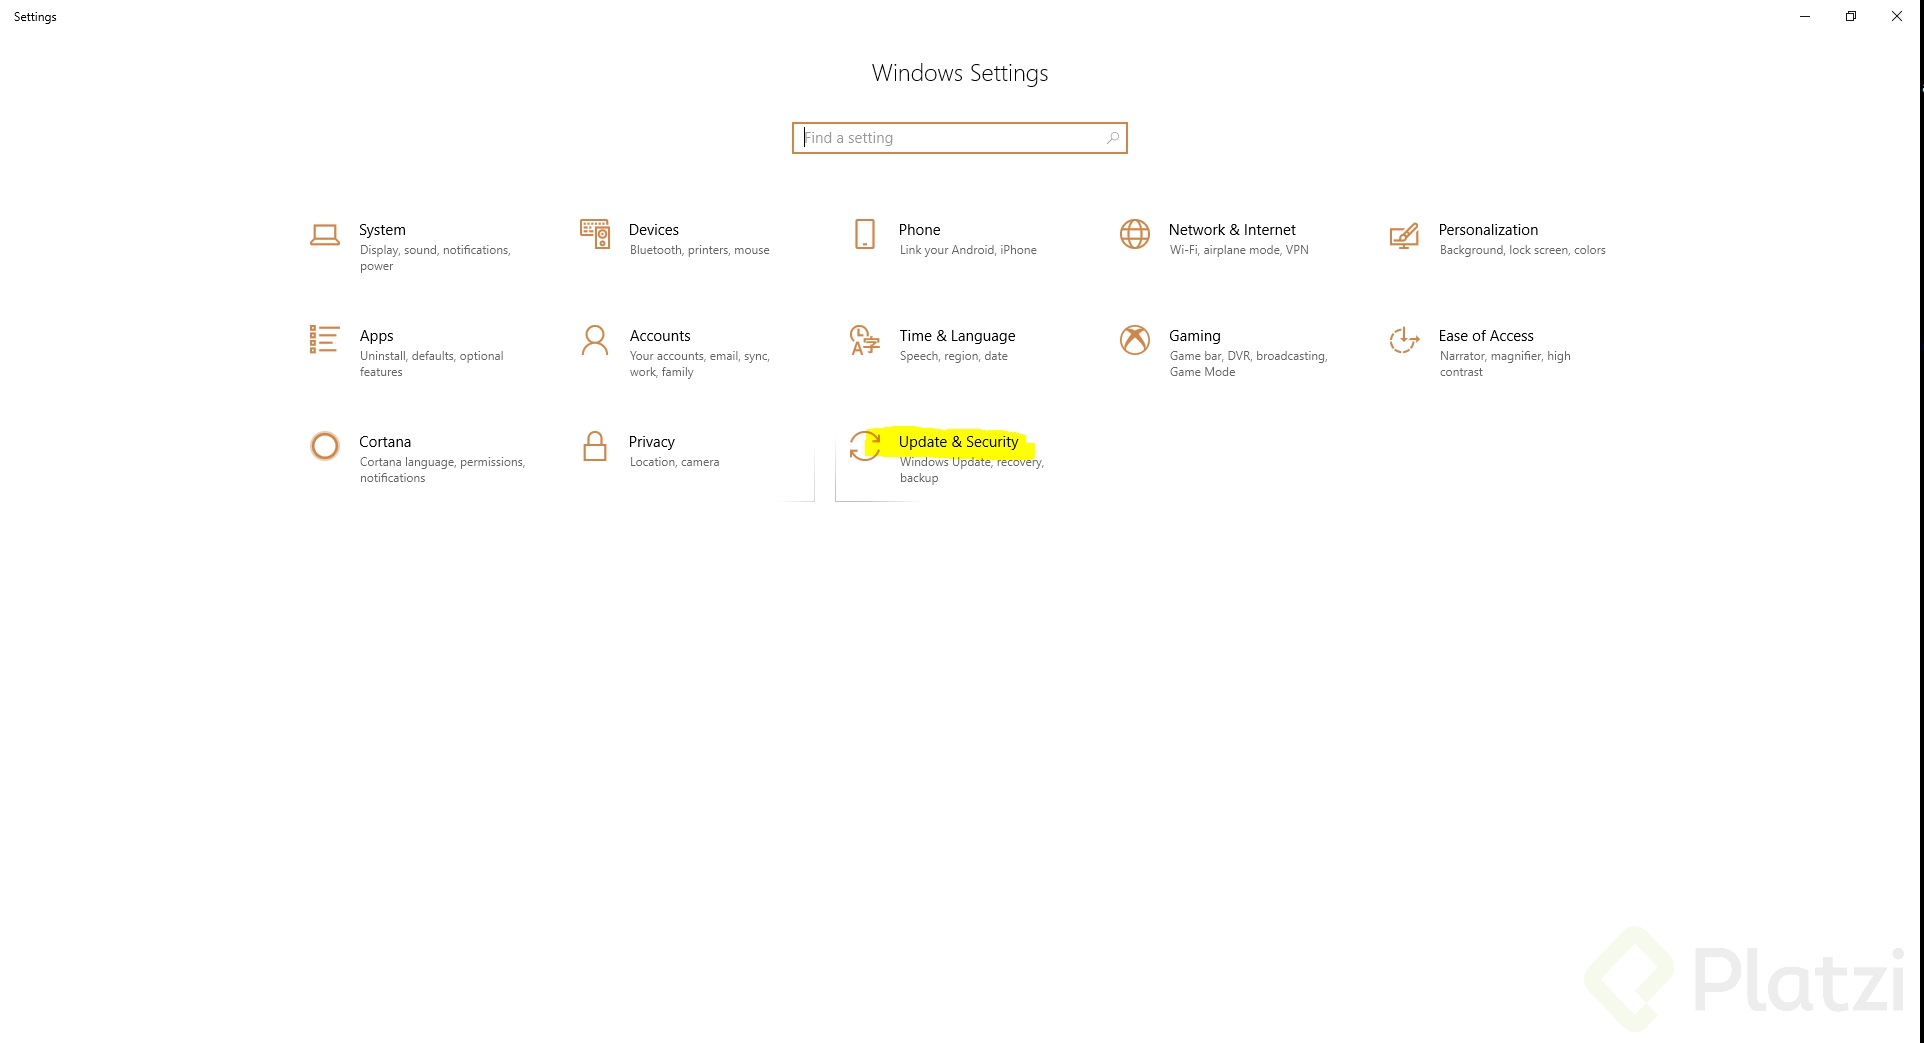 Settings
Windows Settings
Find a setting
System
Display, sound, notifications,
power
Devices
Bluetooth, printers, mouse
Phone
Link your Android, iPhone
Network & Internet
Wi-Fi, airplane mode, VPN
Personalization
Background, lock screen, colors
Apps
Uninstall, defaults, optional
features
Accounts
Your accounts, email, sync,
work, family
Time & Language
Speech, region, date
Gaming
Game bar, DVR, broadcasting,
Game Mode
Ease of Access
Narrator, magnifier, high
contrast
Cortana
Cortana language, permissions,
notifications
Privacy
Location, camera
Update & Security
Windows Update, recovery,
backup
Platzi